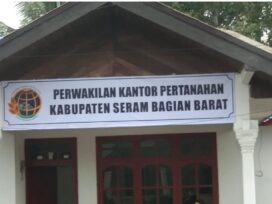 PERWAKILAN KANTOR PERTANAHAN
KABUPATEN SERAM BAGIAN BARAT